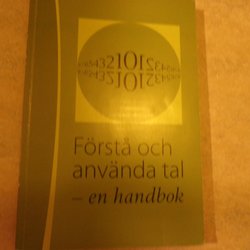 Förstå och
använda tal
– en handbok